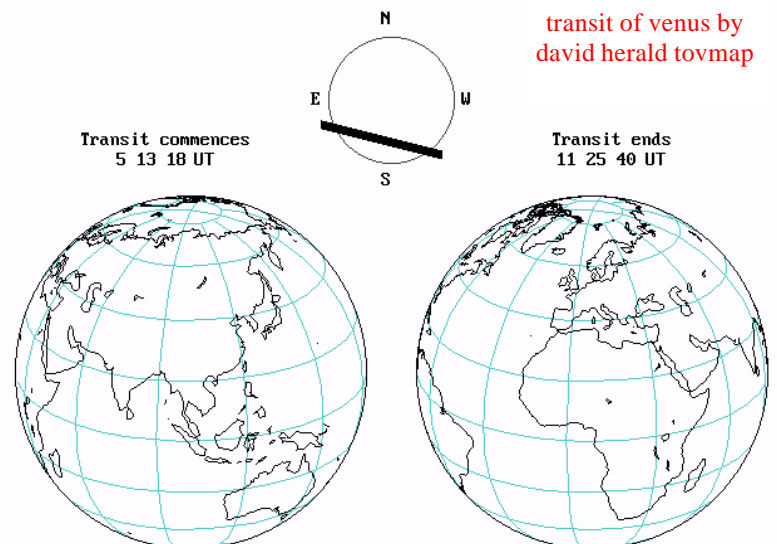 N
transit of venus by
david herald tovmap
E
W
S
Transit commences
5 13 18 UT
Transit ends
11 25 40 UT